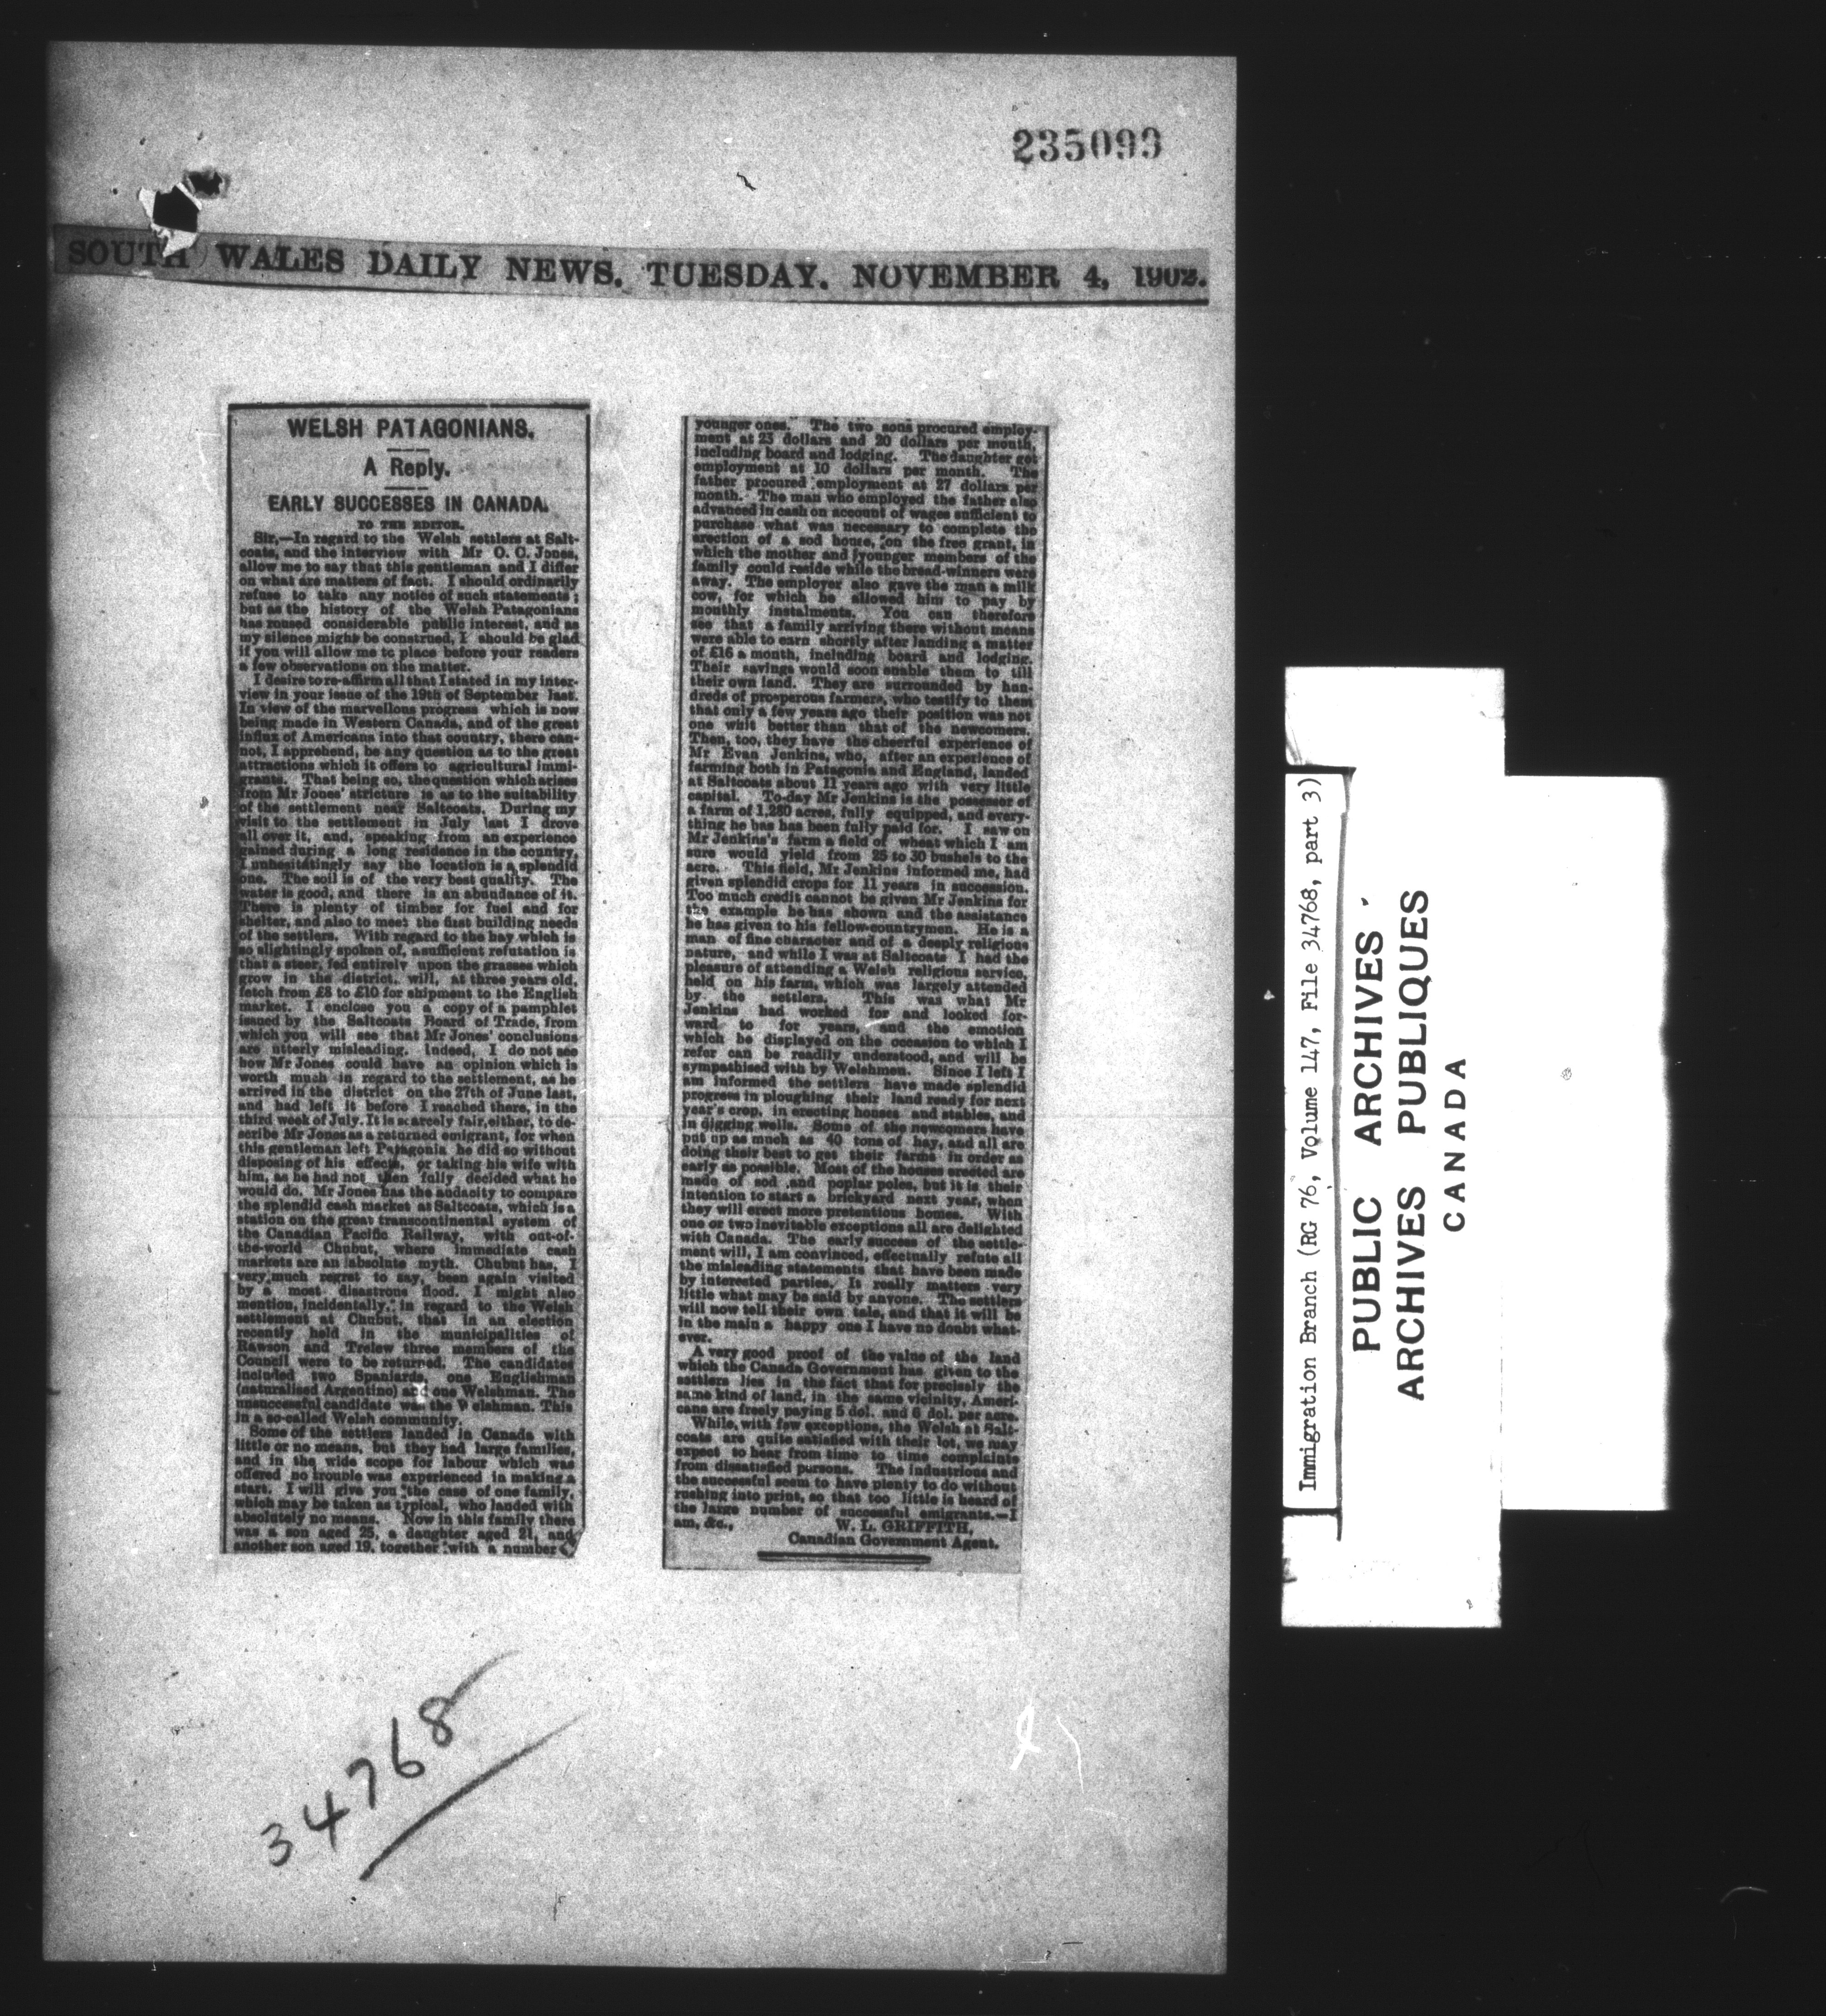 235099
SOUTH WALES DAILY NEWS. TUESDAY. NOVEMBER 4, 1902.
WELSH PATAGONIANS.
A Reply.
EARLY SUCCESSES IN CANADA.
TO THE EDITOR.
Sir,—In regard to the Welsh settlers at Salt-
coats, and the interview with Mr O. O. Jones,
allow me to say that this gentleman and I differ
on what are matters of fact. I should ordinarily
refuse to take any notice of such statements;
but as the history of the Welsh Patagonians
has roused considerable public interest, and as
my silence might be construed, I should be glad
if you will allow me to place before your readers
a few observations on the matter.
I desire to re-affirm all that I stated in my inter-
view in your issue of the 19th of September last.
In view of the marvellous progress which is now
being made in Western Canada, and of the great
influx of Americans into that country, there can-
not, I apprehend, be any question as to the great
attractions which it offers to agricultural immi-
grants. That being so, the question which arises
from Mr Jones' stricture is as to the suitability
of the settlement near Saltcoats. During my
visit to the settlement in July last I drove
all over it, and, speaking from an experience
gained during a long residence in the country,
I unhesitatingly say the location is a splendid
one. The soil is of the very best quality. The
water is good, and there is an abundance of it.
There is plenty of timber for fuel and for
shelter, and also to meet the first building needs
of the settlers. With regard to the hay which is
so slightingly spoken of, a sufficient refutation is
that a steer, fed entirely upon the grasses which
grow in the district, will, at three years old,
fetch from £8 to £10 for shipment to the English
market. I enclose you a copy of a pamphlet
issued by the Saltcoats Board of Trade, from
which you will see that Mr Jones' conclusions
are utterly misleading. Indeed, I do not see
how Mr Jones could have an opinion which is
worth much in regard to the settlement, as he
arrived in the district on the 27th of June last,
and had left it before I reached there, in the
third week of July. It is scarcely fair, either, to de-
scribe Mr Jones as a returned emigrant, for when
this gentleman left Patagonia he did so without
disposing of his effects, or taking his wife with
him, as he had not then fully decided what he
would do. Mr Jones has the audacity to compare
the splendid cash market at Saltcoats, which is a
station on the great transcontinental system of
the Canadian Pacific Railway, with out-of-
the-world Chubut, where immediate cash
markets are an absolute myth. Chubut has, I
very much regret to say, been again visited
by a most disastrous flood. I might also
mention, incidentally, in regard to the Welsh
settlement at Chubut, that in an election
recently held in the municipalities of
Rawson and Trelew three members of the
Council were to be returned. The candidates
included two Spaniards, one Englishman
(naturalised Argentino) and one Welshman. The
unsuccessful candidate was the Welshman. This
in a so-called Welsh community.
Some of the settlers landed in Canada with
little or no means, but they had large families,
and in the wide scope for labour which was
offered no trouble was experienced in making a
start. I will give you the case of one family,
which may be taken as typical, who landed with
absolutely no means. Now in this family there
was a son aged 25, a daughter aged 21, and
another son aged 19, together with a number of
younger ones. The two sons procured employ-
ment at 23 dollars and 20 dollars per month,
including board and lodging. The daughter got
employment at 10 dollars per month. The
father procured employment at 27 dollars per
month. The man who employed the father also
advanced in cash on account of wages sufficient to
purchase what was necessary to complete the
erection of a sod house, on the free grant, in
which the mother and younger members of the
family could reside while the bread-winners were
away. The employer also gave the man a milk
cow, for which he allowed him to pay by
monthly instalments. You can therefore
see that a family arriving there without means
were able to earn shortly after landing a matter
of £16 a month, including board and lodging.
Their savings would soon enable them to till
their own land. They are surrounded by hun-
dreds of prosperous farmers, who testify to them
that only a few years ago their position was not
one whit better than that of the newcomers.
Then, too, they have the cheerful experience of
Mr Evan Jenkins, who, after an experience of
farming both in Patagonia and England, landed
at Saltcoats about 11 years ago with very little
capital. To-day Mr Jenkins is the possessor of
a farm of 1,280 acres, fully equipped, and every-
thing he has has been fully paid for. I saw on
Mr Jenkins's farm a field of wheat which I am
sure would yield from 25 to 30 bushels to the
acre. This field, Mr Jenkins informed me, had
given splendid crops for 11 years in succession.
Too much credit cannot be given Mr Jenkins for
the example he has shown and the assistance
he has given to his fellow-countrymen. He is a
man of fine character and of a deeply religious
nature, and while I was at Saltcoats I had the
pleasure of attending a Welsh religious service,
held on his farm, which was largely attended
by the settlers. This was what Mr
Jenkins had worked for and looked for-
ward to for years, and the emotion
which he displayed on the occasion to which I
refer can be readily understood, and will be
sympathised with by Welshmen. Since I left I
am informed the settlers have made splendid
progress in ploughing their land ready for next
year's crop, in erecting houses and stables, and
in digging wells. Some of the newcomers have
put up as much as 40 tons of hay, and all are
doing their best to get their farms in order as
early as possible. Most of the houses erected are
made of sod and poplar poles, but it is their
intention to start a brickyard next year, when
they will erect more pretentious homes. With
one or two inevitable exceptions all are delighted
with Canada. The early success of the settle-
ment will, I am convinced, effectually refute all
the misleading statements that have been made
by interested parties. It really matters very
little what may be said by anyone. The settlers
will now tell their own tale, and that it will be
in the main a happy one I have no doubt what-
ever.
A very good proof of the value of the land
which the Canada Government has given to the
settlers lies in the fact that for precisely the
same kind of land, in the same vicinity, Ameri-
cans are freely paying 5 dol. and 6 dol. per acre.
While, with few exceptions, the Welsh at Salt-
coats are quite satisfied with their lot, we may
expect to hear from time to time complaints
from dissatisfied persons. The industrious and
the successful seem to have plenty to do without
rushing into print, so that too little is heard of
the large number of successful emigrants.—I
am, &c., W. L. GRIFFITH,
Canadian Government Agent.
34768
Immigration Branch (RG 76, Volume 147, File 34768, part 3)
PUBLIC ARCHIVES
ARCHIVES PUBLIQUES
CANADA